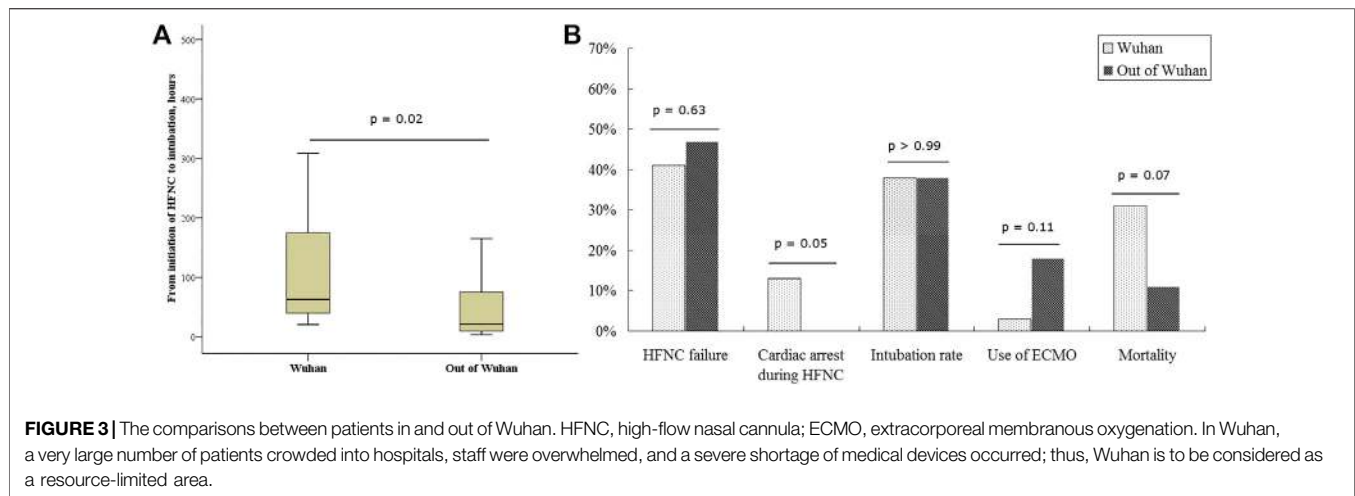 A
From initiation of HFNC to intubation, hours
500
400
300
200
100
0
p = 0.02
Wuhan
Out of Wuhan
B
70%
60%
50%
40%
30%
20%
10%
0%
Wuhan
Out of Wuhan
p = 0.63
p = 0.05
p > 0.99
p = 0.11
p = 0.07
HFNC failure
Cardiac arrest
during HFNC
Intubation rate
Use of ECMO
Mortality
FIGURE 3 | The comparisons between patients in and out of Wuhan. HFNC, high-flow nasal cannula; ECMO, extracorporeal membranous oxygenation. In Wuhan,
a very large number of patients crowded into hospitals, staff were overwhelmed, and a severe shortage of medical devices occurred; thus, Wuhan is to be considered as
a resource-limited area.